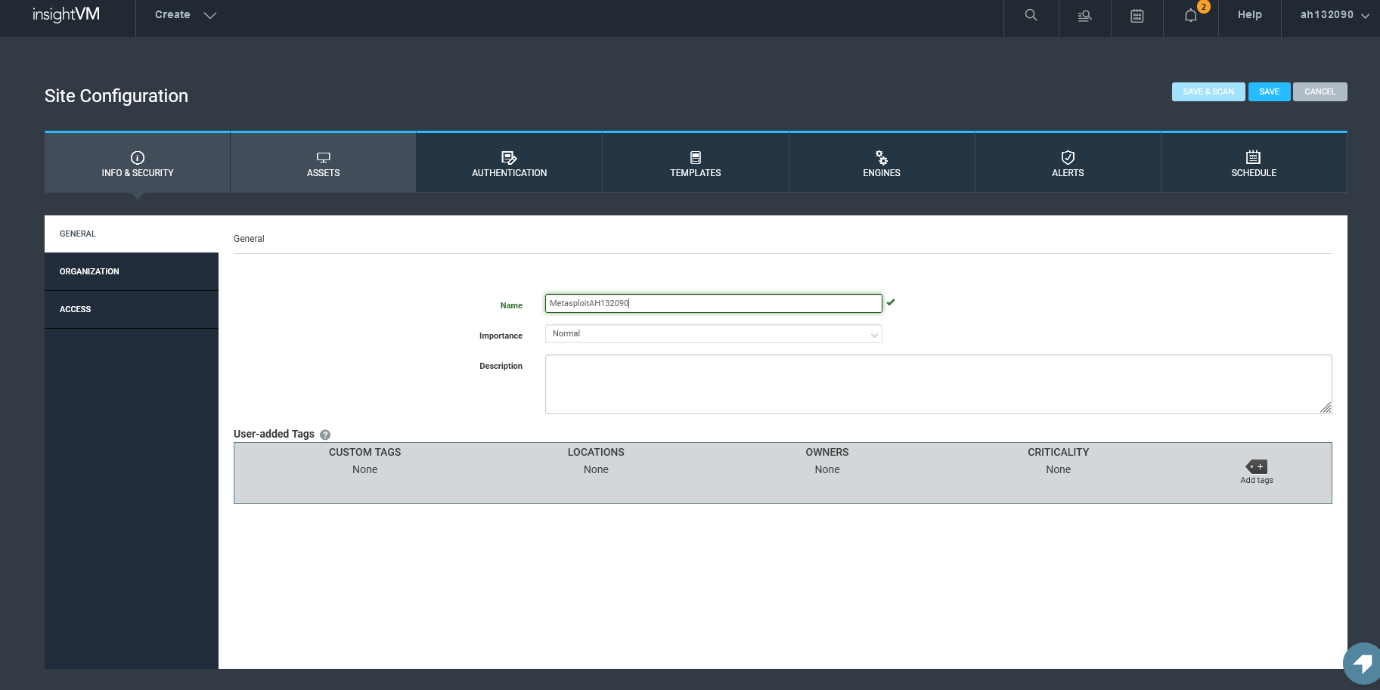 insightVM
Create
2
Help
ah132090
Site Configuration
SAVE & SCAN
SAVE
CANCEL
INFO & SECURITY
ASSETS
AUTHENTICATION
TEMPLATES
ENGINES
ALERTS
SCHEDULE
GENERAL
ORGANIZATION
ACCESS
General
Name
MetasploitAH132090
Importance
Normal
Description
User-added Tags ?
CUSTOM TAGS
LOCATIONS
OWNERS
CRITICALITY
None
None
None
None
Add tags